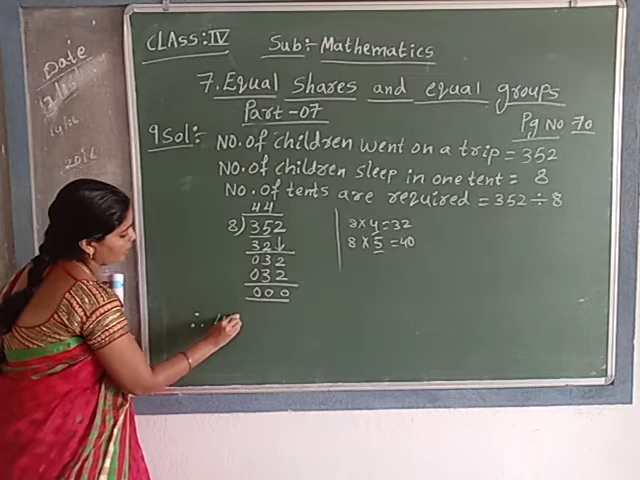 Date
CLAss:IV Sub:- Mathematics
7. Equal shares and equal groups
Part-07
Pg No 70
9 Sol:- NO. of children went on a trip = 352
NO. of children sleep in one tent = 8
NO. of tents are required = 352 ÷ 8
44
8) 352
32↓
032
032
000
8 x 4 = 32
8 x 5 = 40
∴